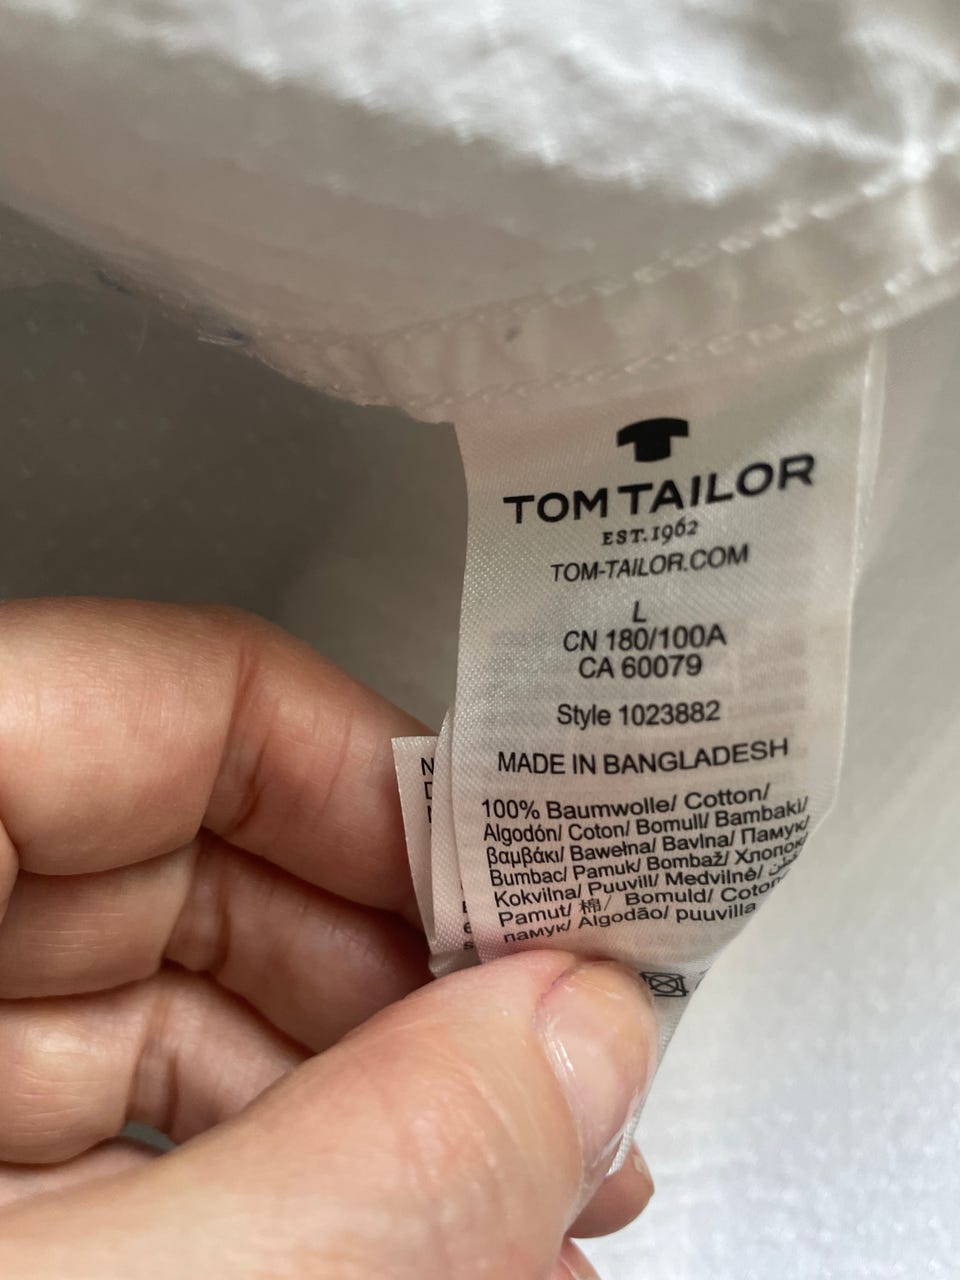 TOM TAILOR
EST. 1962
TOM-TAILOR.COM
L
CN 180/100A
CA 60079
Style 1023882
MADE IN BANGLADESH
100% Baumwolle/ Cotton/
Algodón/ Coton/ Bomull/ Bambaki/
βαμβάκι/ Bawełna/ Bavlna/ Памук/
Bumbac/ Pamuk/ Bombaž/ Хлопок/
Kokvilna/ Puuvill/ Medvilnė/ قطن/
Pamut/ 棉/ Bomuld/ Coton
памук/ Algodão/ puuvilla